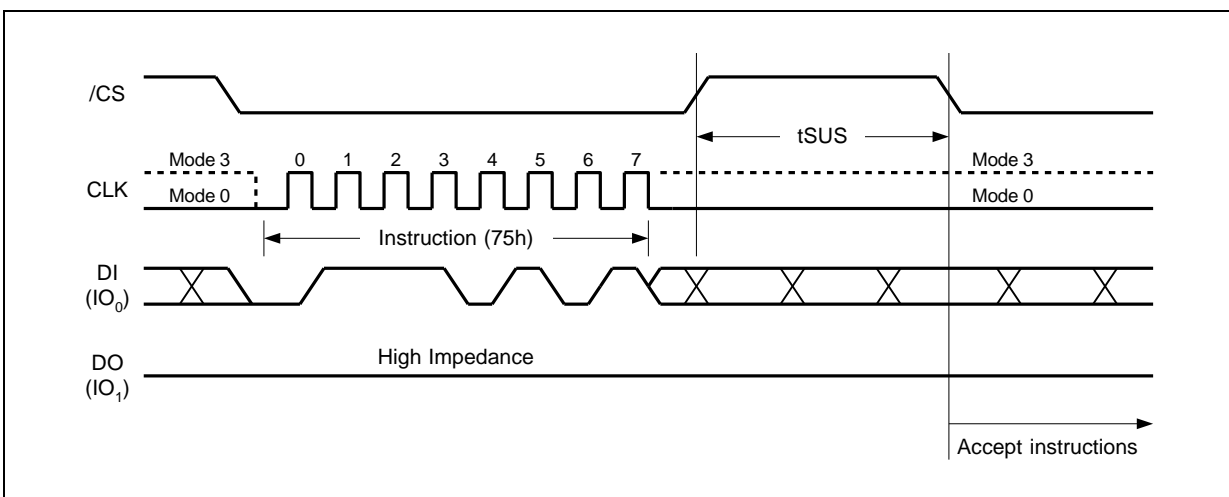 /CS
tSUS
Mode 3 0 1 2 3 4 5 6 7 Mode 3
CLK
Mode 0 Mode 0
Instruction (75h)
DI
(IO0)
High Impedance
DO
(IO1)
Accept instructions